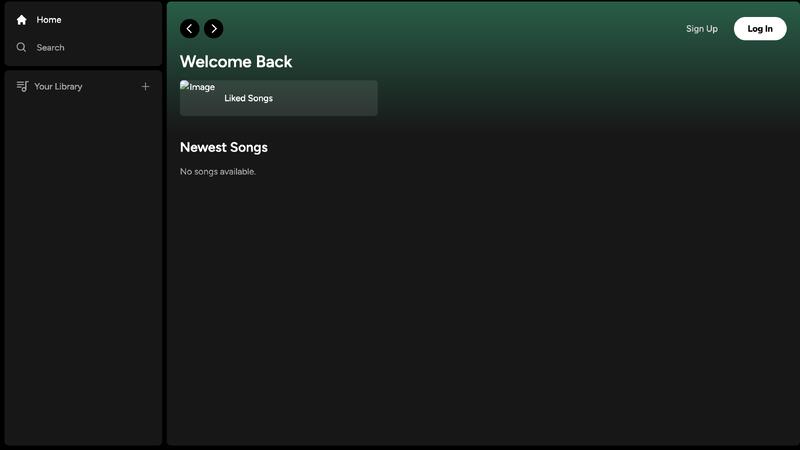 Home
Search
Your Library
Sign Up
Log In
Welcome Back
Image
Liked Songs
Newest Songs
No songs available.